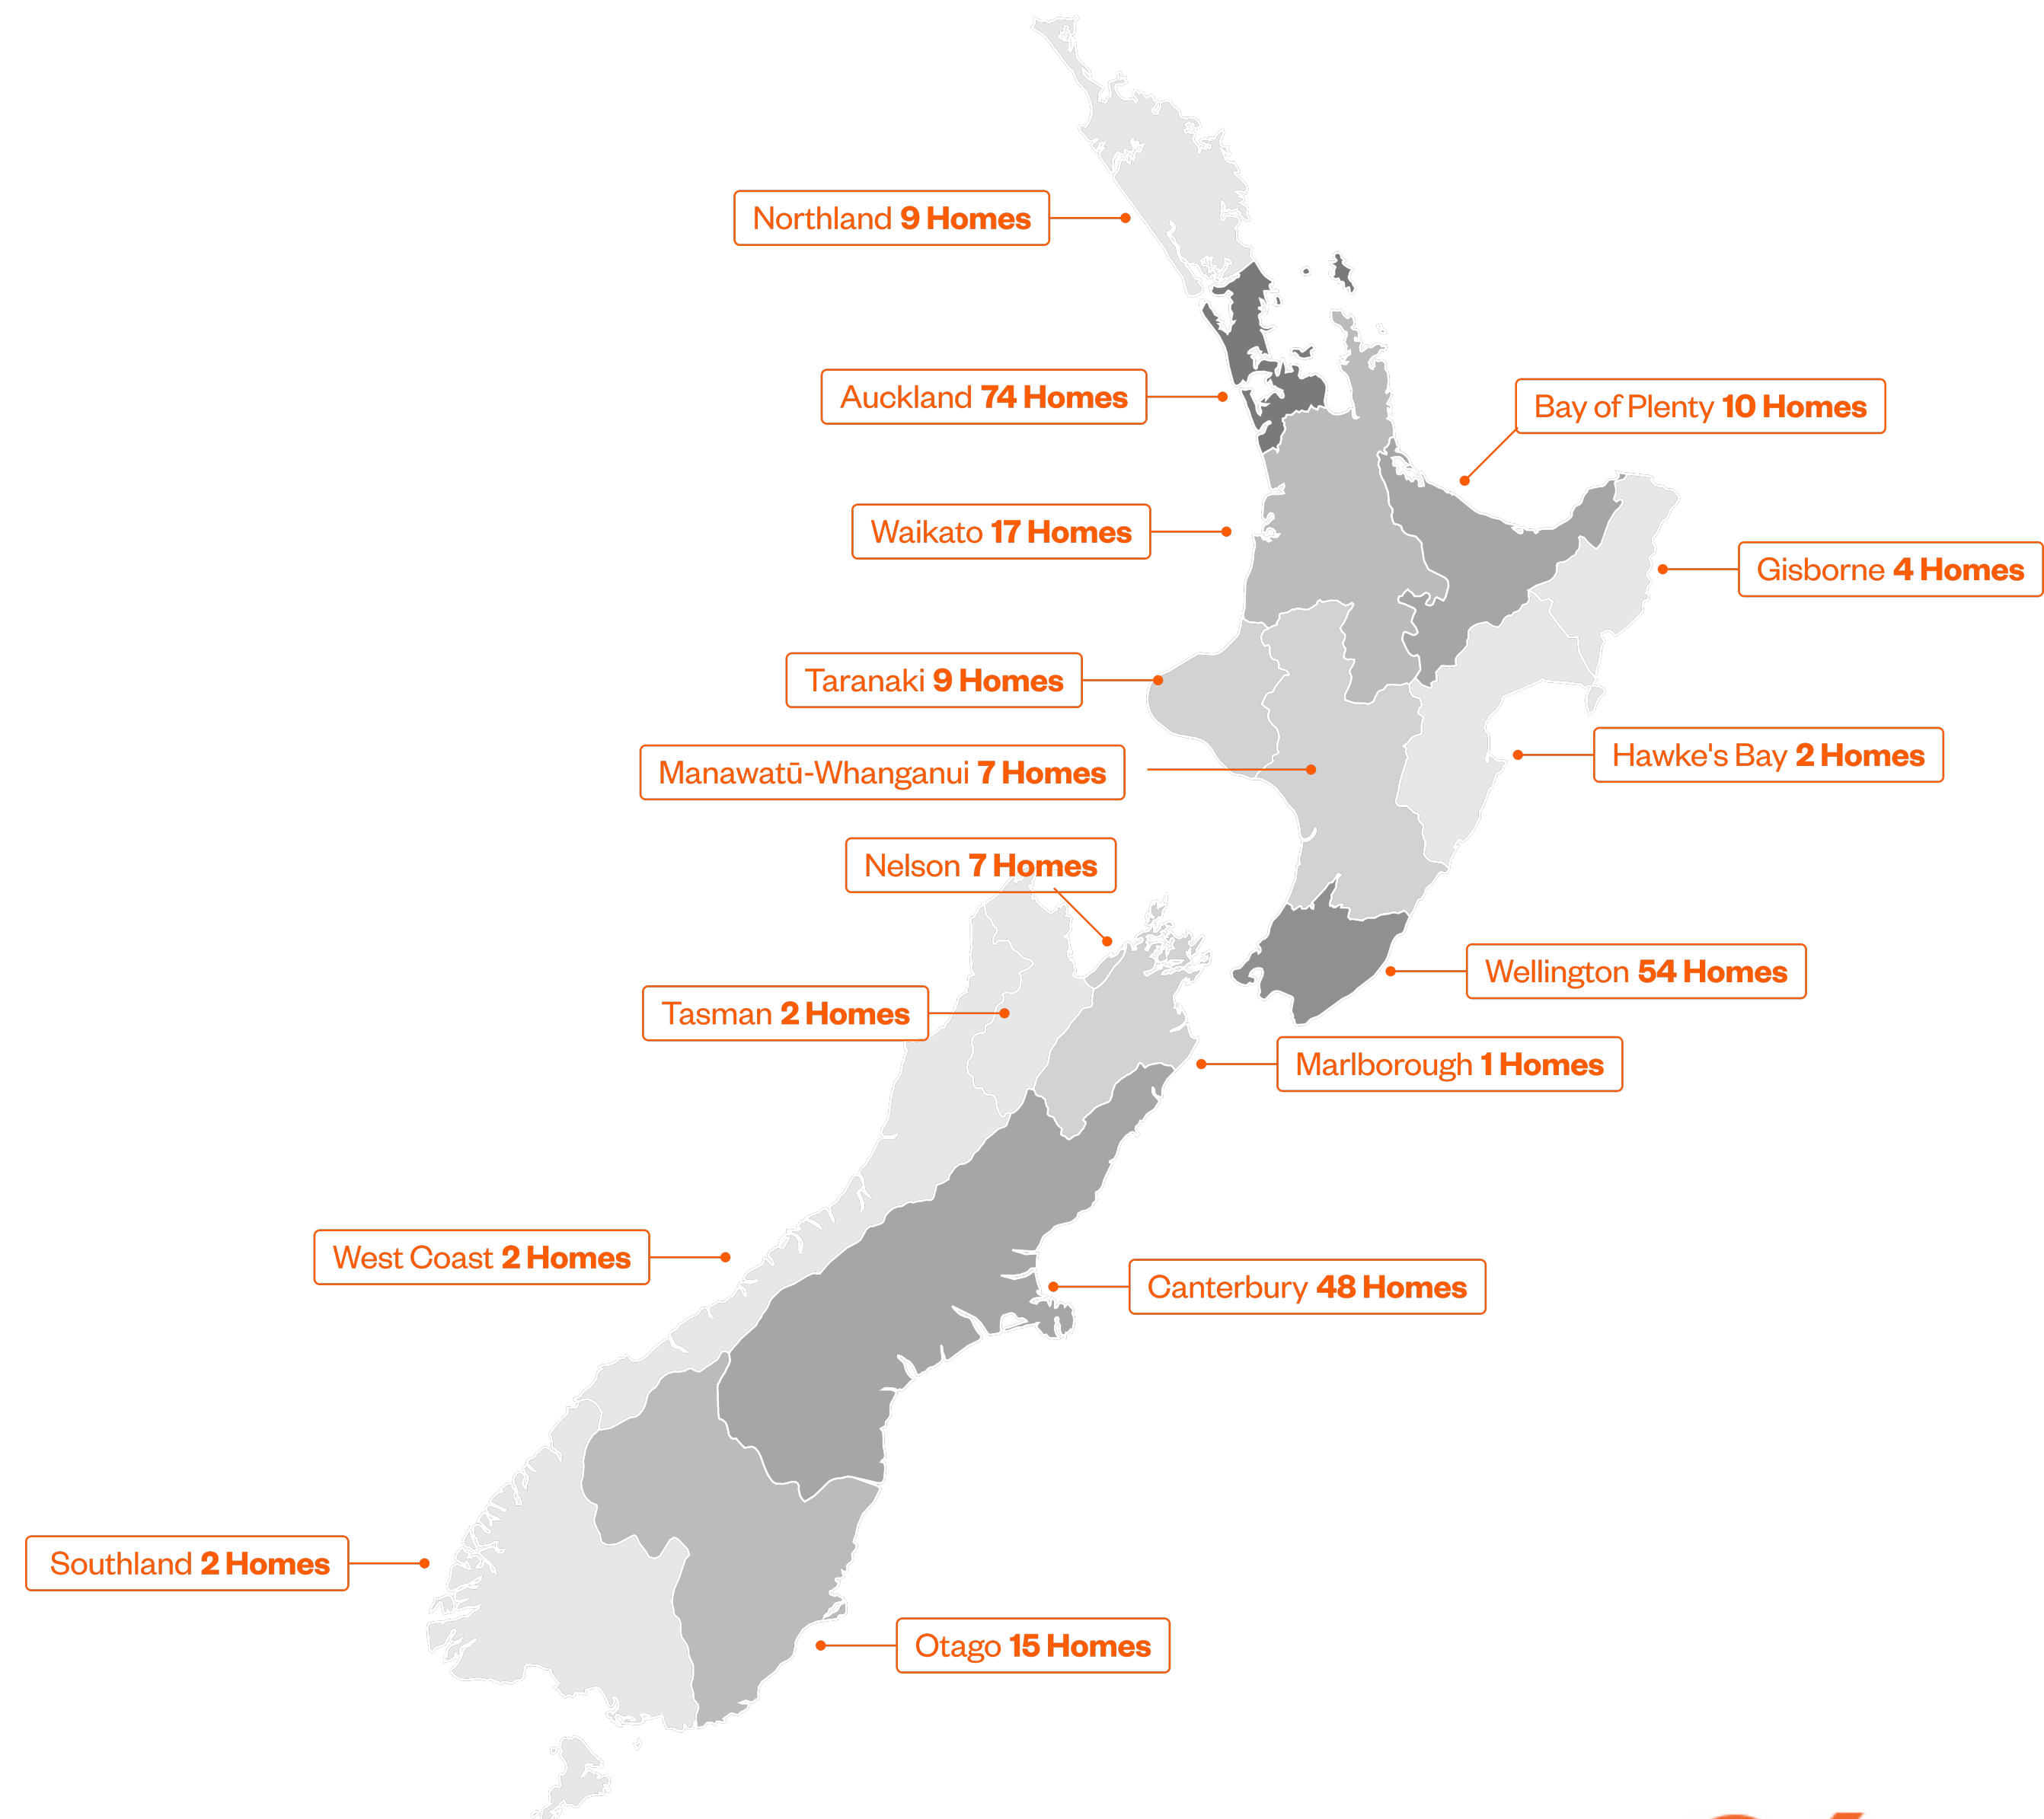 Northland 9 Homes
Auckland 74 Homes
Bay of Plenty 10 Homes
Waikato 17 Homes
Gisborne 4 Homes
Taranaki 9 Homes
Hawke's Bay 2 Homes
Manawatū-Whanganui 7 Homes
Nelson 7 Homes
Wellington 54 Homes
Tasman 2 Homes
Marlborough 1 Homes
West Coast 2 Homes
Canterbury 48 Homes
Southland 2 Homes
Otago 15 Homes